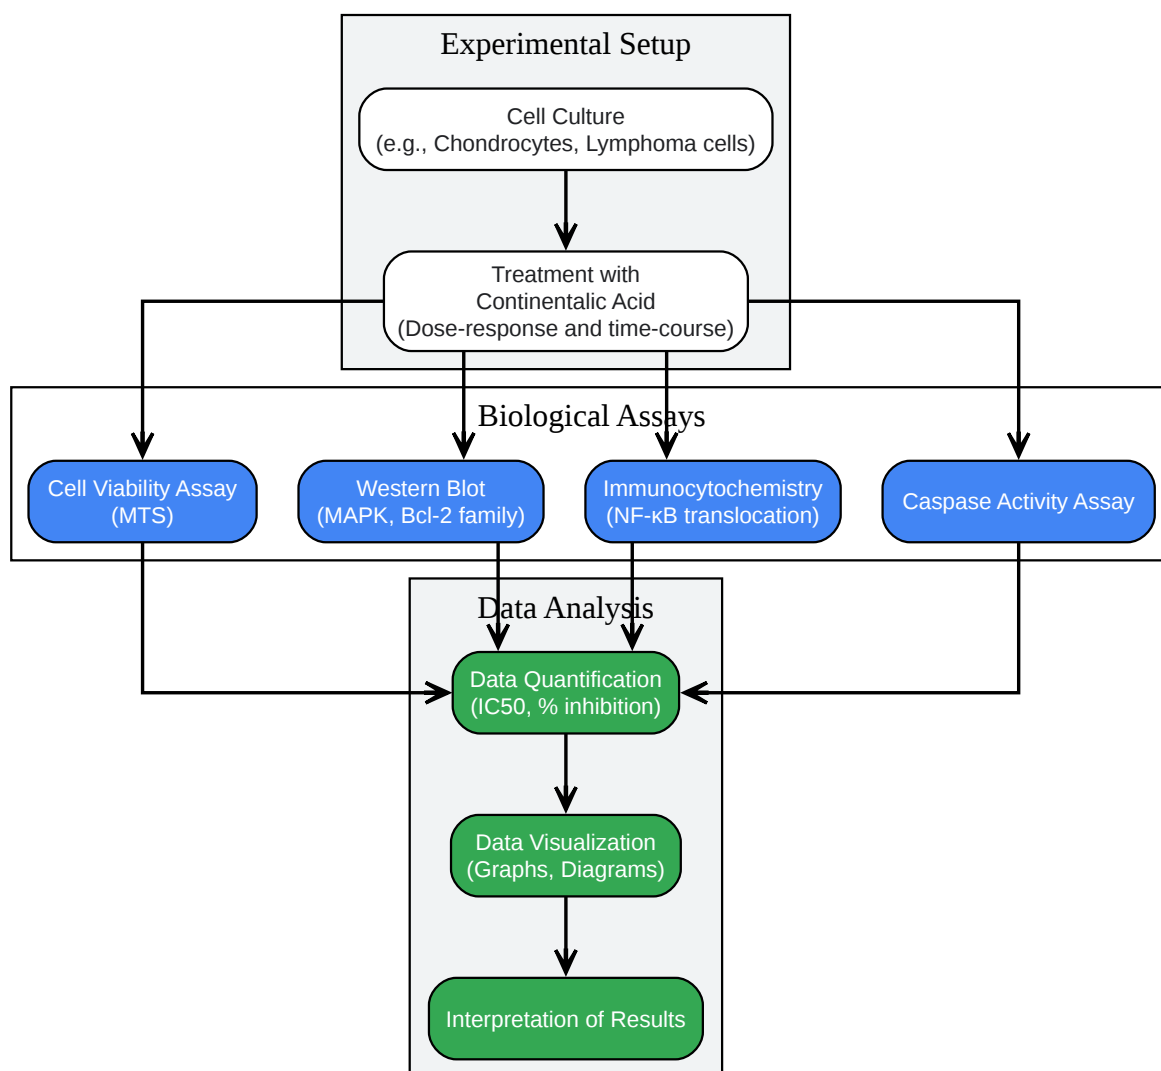 Experimental Setup
Cell Culture
(e.g., Chondrocytes, Lymphoma cells)
Treatment with
Continentalic Acid
(Dose-response and time-course)
Biological Assays
Cell Viability Assay
(MTS)
Western Blot
(MAPK, Bcl-2 family)
Immunocytochemistry
(NF-κB translocation)
Caspase Activity Assay
Data Analysis
Data Quantification
(IC50, % inhibition)
Data Visualization
(Graphs, Diagrams)
Interpretation of Results